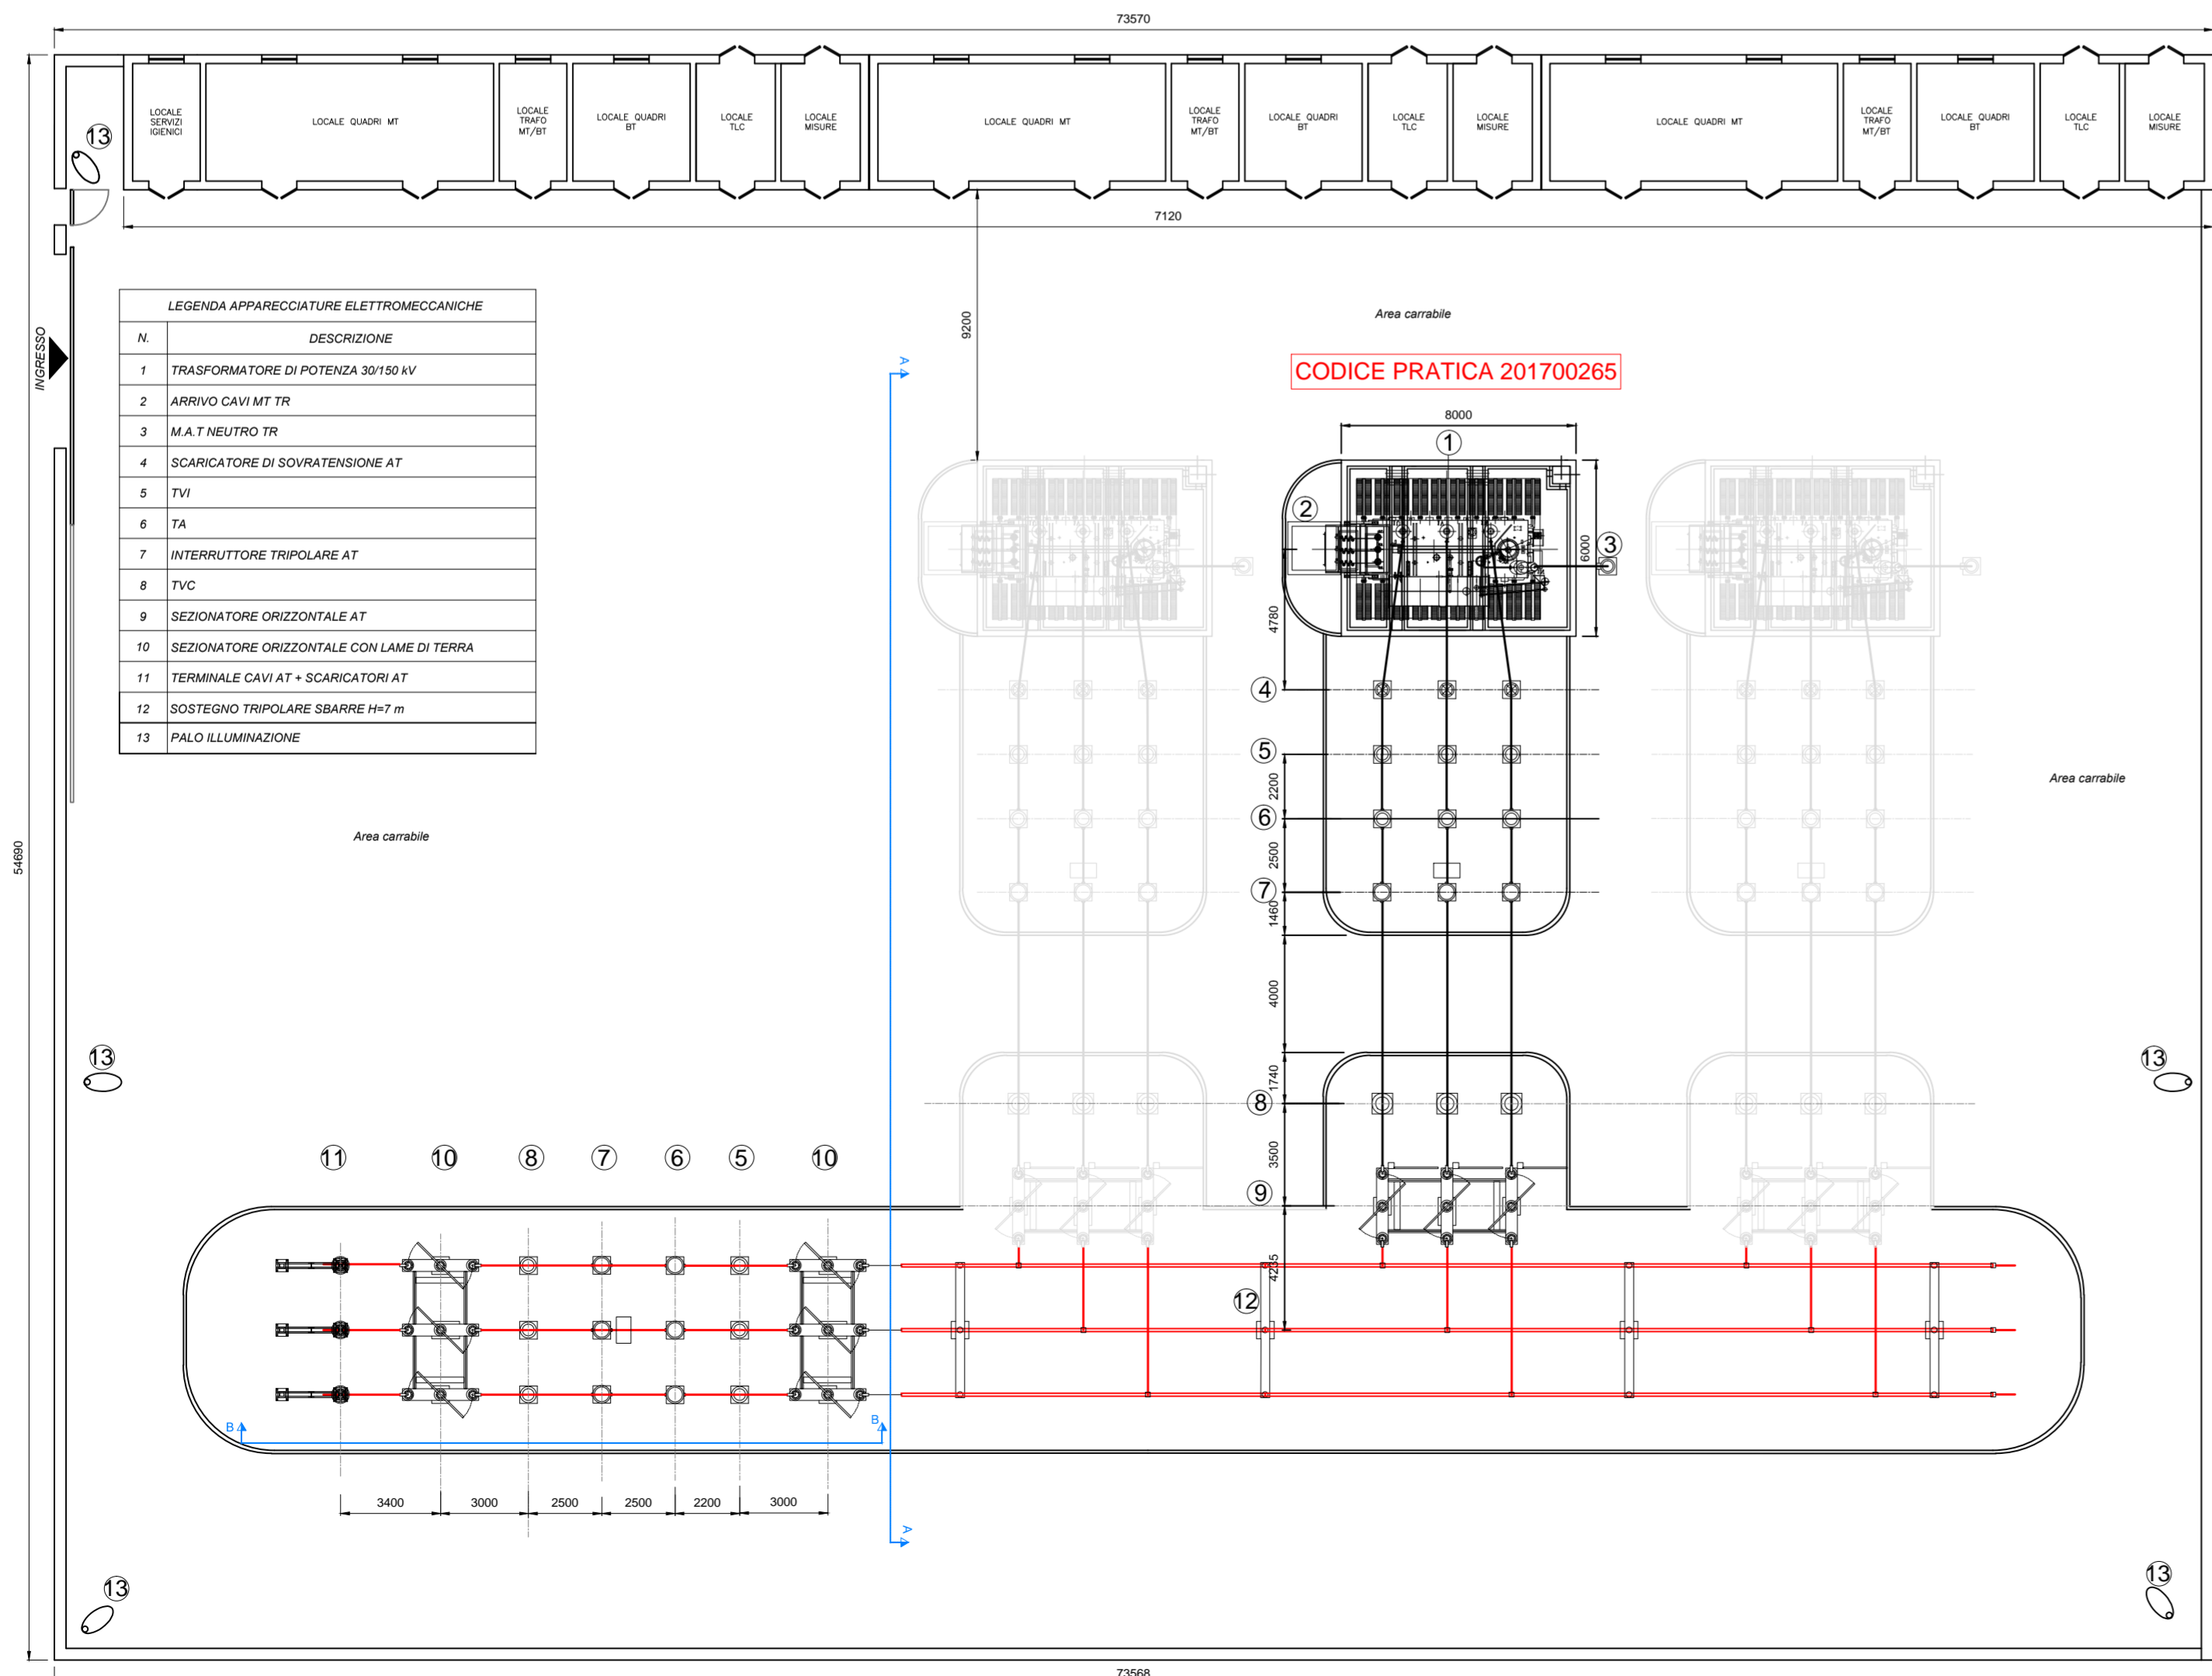 73570
LOCALE
SERVIZI
IGIENICI
LOCALE QUADRI MT
LOCALE
TRAFO
MT/BT
LOCALE QUADRI
BT
LOCALE
TLC
LOCALE
MISURE
LOCALE QUADRI MT
LOCALE
TRAFO
MT/BT
LOCALE QUADRI
BT
LOCALE
TLC
LOCALE
MISURE
LOCALE QUADRI MT
LOCALE
TRAFO
MT/BT
LOCALE QUADRI
BT
LOCALE
TLC
LOCALE
MISURE
13
7120
INGRESSO
LEGENDA APPARECCIATURE ELETTROMECCANICHE
N. DESCRIZIONE
1 TRASFORMATORE DI POTENZA 30/150 kV
2 ARRIVO CAVI MT TR
3 M.A.T NEUTRO TR
4 SCARICATORE DI SOVRATENSIONE AT
5 TVI
6 TA
7 INTERRUTTORE TRIPOLARE AT
8 TVC
9 SEZIONATORE ORIZZONTALE AT
10 SEZIONATORE ORIZZONTALE CON LAME DI TERRA
11 TERMINALE CAVI AT + SCARICATORI AT
12 SOSTEGNO TRIPOLARE SBARRE H=7 m
13 PALO ILLUMINAZIONE
9200
Area carrabile
A
CODICE PRATICA 201700265
8000
1
2
3
6000
4780
4
5
2200
6
2500
7
1460
4000
1740
8
3500
9
4235
12
Area carrabile
Area carrabile
54690
13
13
11
10
8
7
6
5
10
B
B
3400
3000
2500
2500
2200
3000
A
13
13
73568